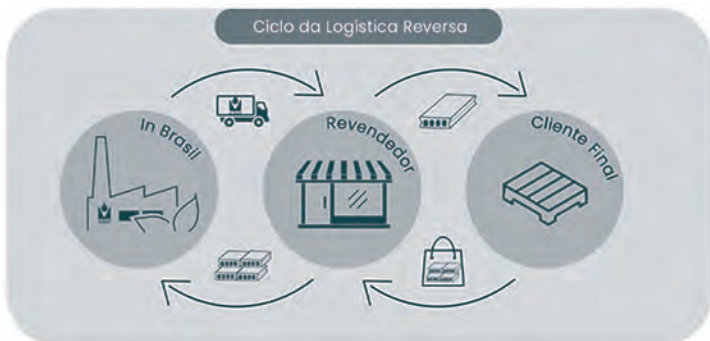 Ciclo da Logística Reversa
In Brasil
Revendedor
Cliente Final